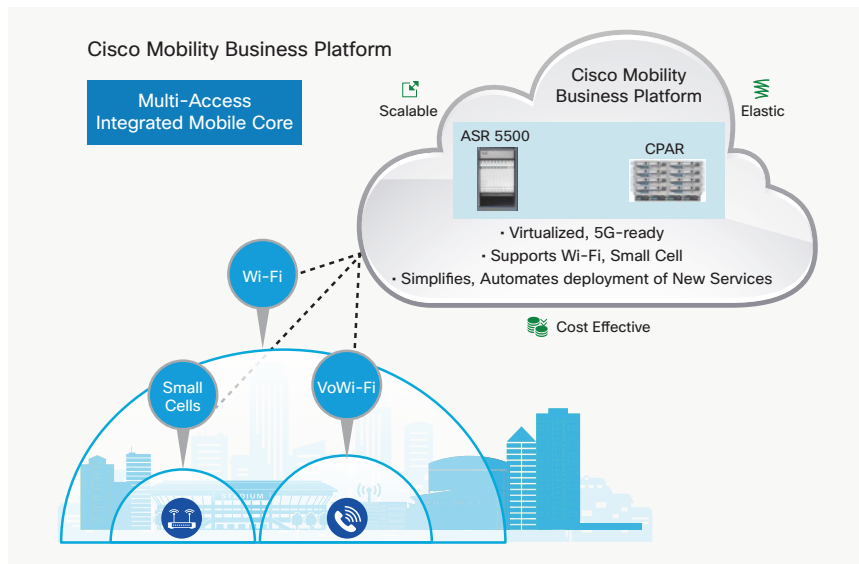 Cisco Mobility Business Platform
Multi-Access
Integrated Mobile Core
Scalable
Cisco Mobility
Business Platform
Elastic
ASR 5500
CPAR
· Virtualized, 5G-ready
· Supports Wi-Fi, Small Cell
· Simplifies, Automates deployment of New Services
Cost Effective
Wi-Fi
Small
Cells
VoWi-Fi
STADIUM